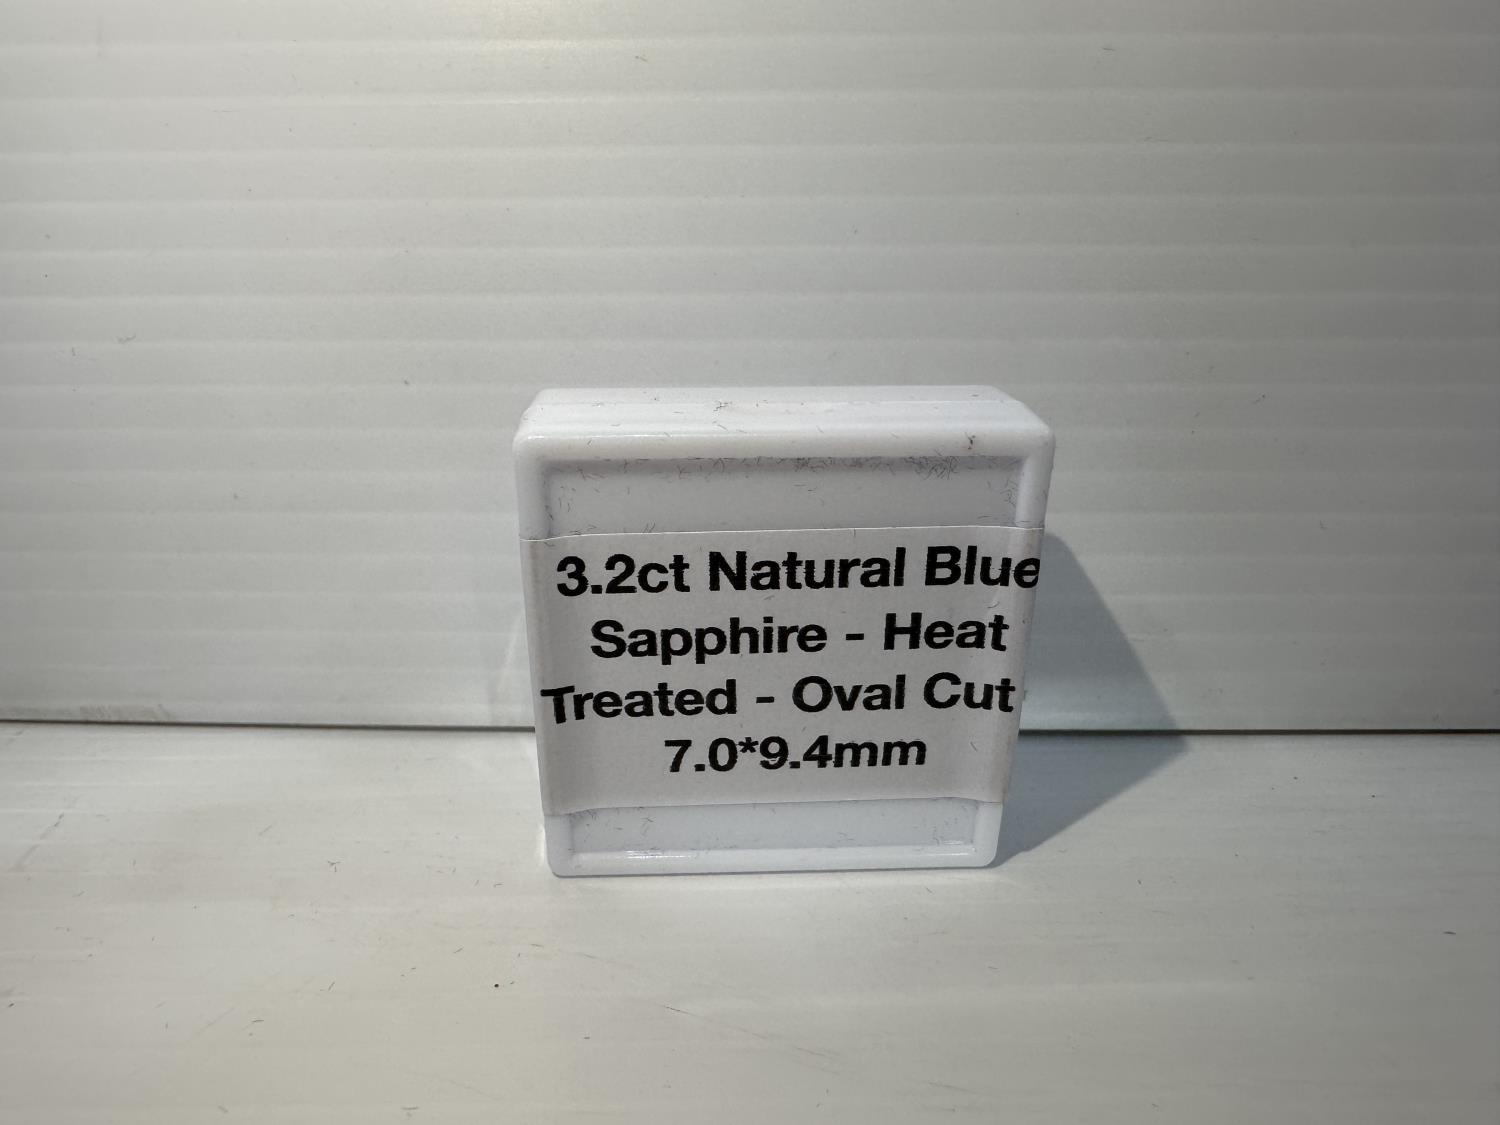 3.2ct Natural Blue
Sapphire - Heat
Treated - Oval Cut
7.0*9.4mm